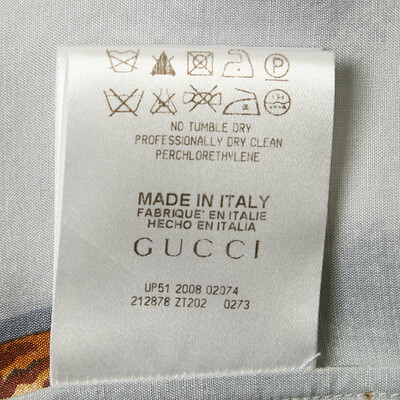 P
NO TUMBLE DRY
PROFESSIONALLY DRY CLEAN
PERCHLORETHYLENE
MADE IN ITALY
FABRIQUE' EN ITALIE
HECHO EN ITALIA
GUCCI
UP51 2008 02074
212878 ZT202 0273